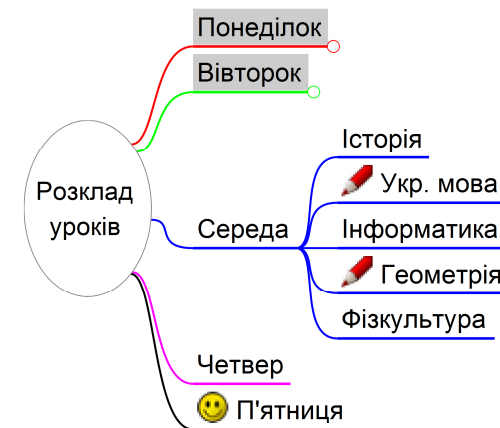 Понеділок
Вівторок
Розклад
уроків
Середа
Історія
Укр. мова
Інформатика
Геометрія
Фізкультура
Четвер
П'ятниця